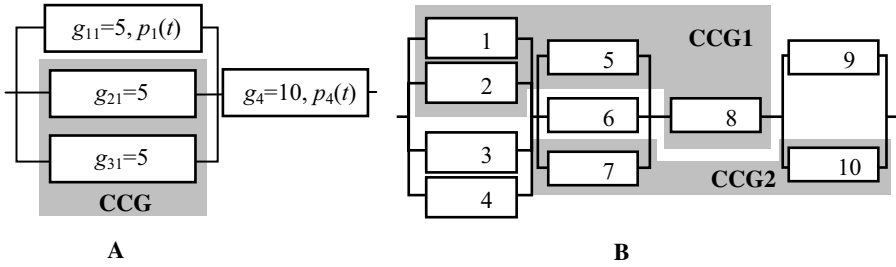 g₁₁=5, p₁(t)
g₂₁=5
g₄=10, p₄(t)
g₃₁=5
CCG
A
1
CCG1
2
5
9
6
8
3
7
CCG2
10
4
B